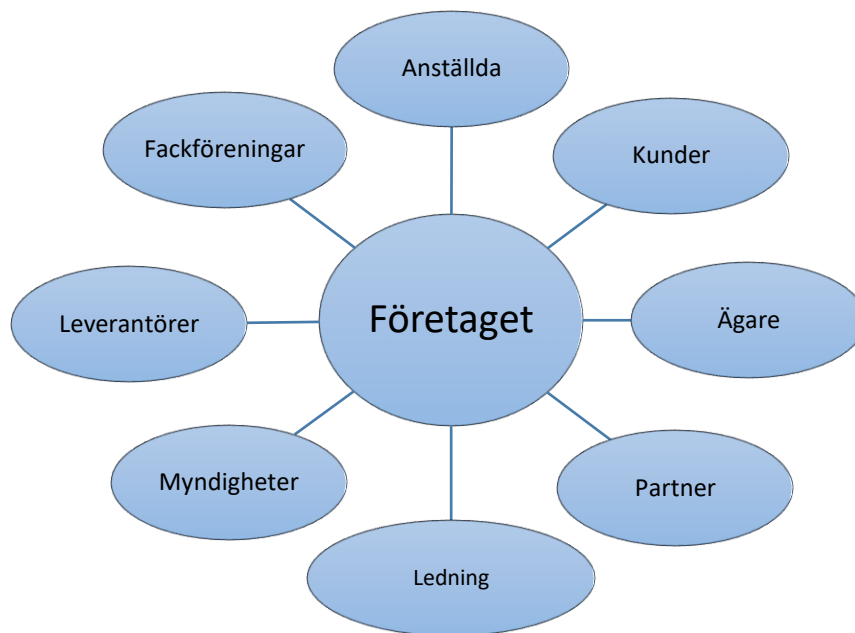 Anställda
Fackföreningar
Kunder
Företaget
Leverantörer
Ägare
Myndigheter
Partner
Ledning